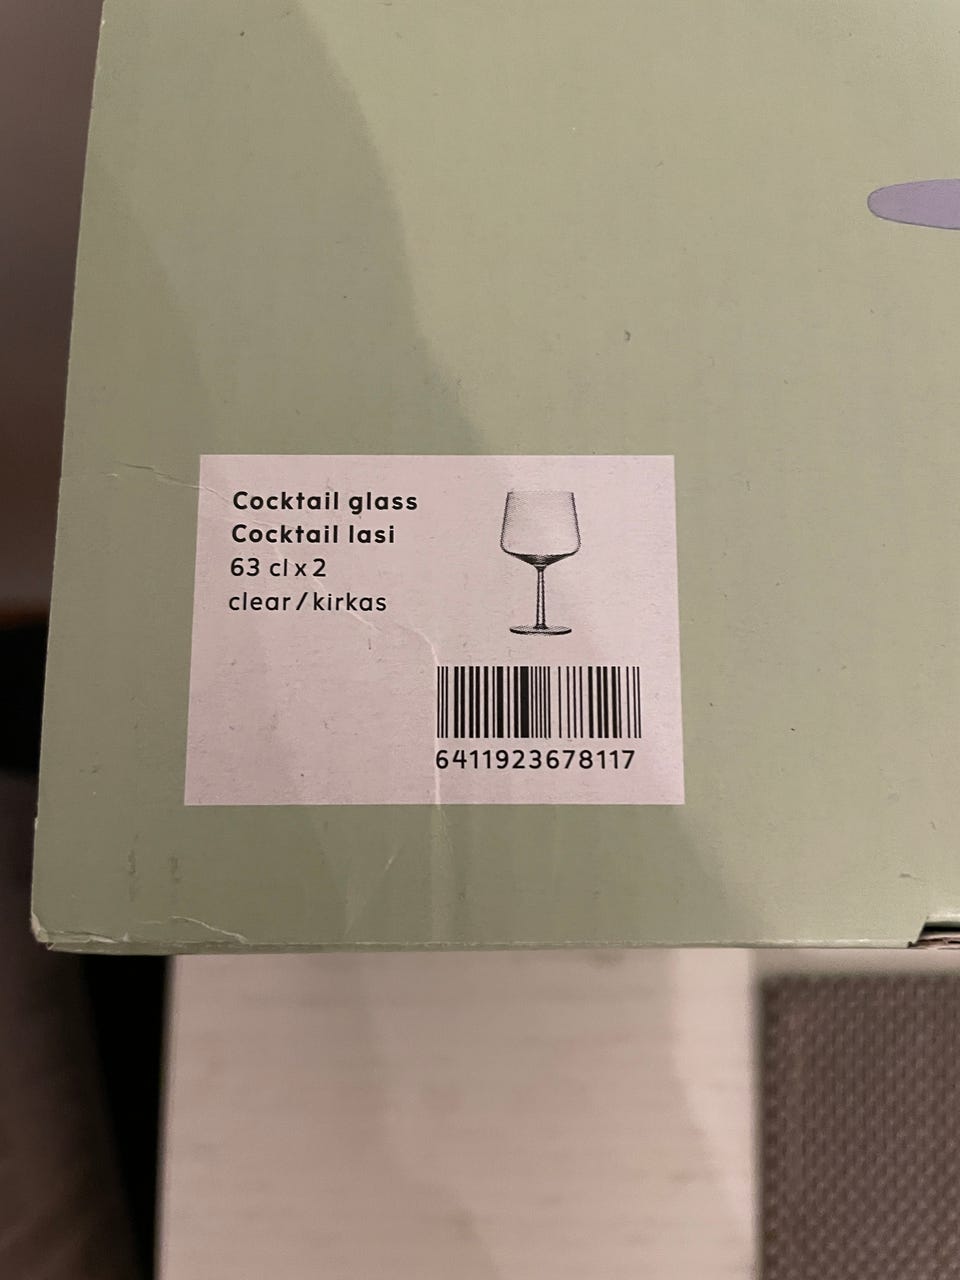 Cocktail glass
Cocktail lasi
63 cl x 2
clear/kirkas
6411923678117